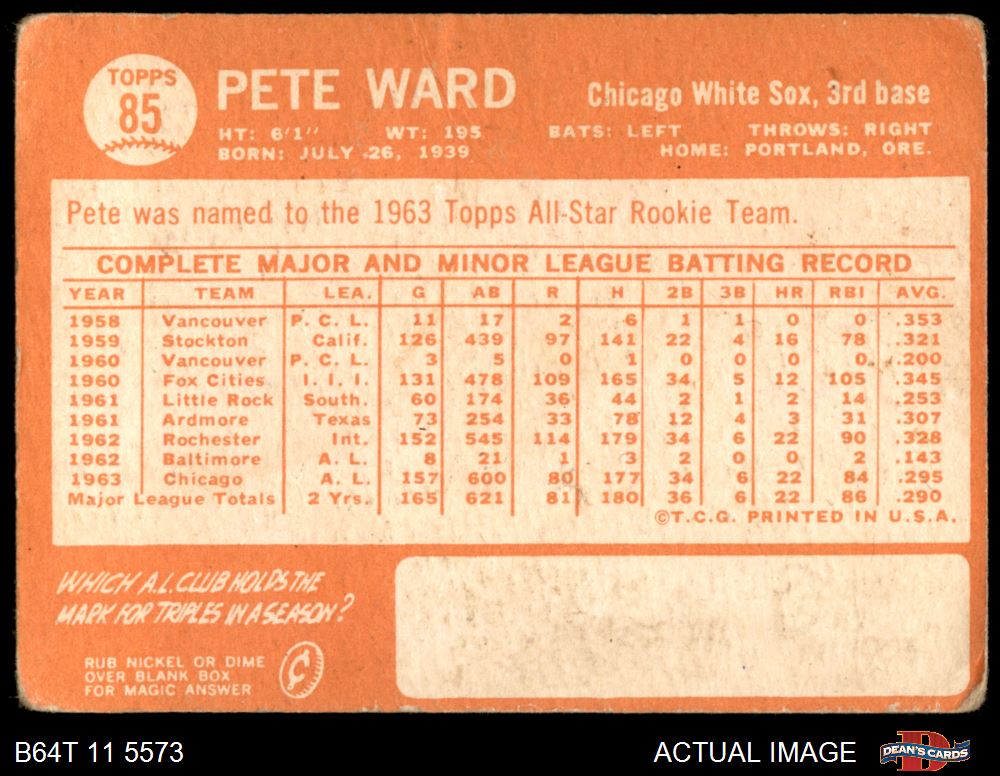 TOPPS
85
PETE WARD
Chicago White Sox, 3rd base
HT: 6'1" WT: 195 BATS: LEFT THROWS: RIGHT
BORN: JULY 26, 1939 HOME: PORTLAND, ORE.
Pete was named to the 1963 Topps All-Star Rookie Team.
COMPLETE MAJOR AND MINOR LEAGUE BATTING RECORD
YEAR TEAM LEA. G AB R H 2B 3B HR RBI AVG.
1958 Vancouver P. C. L. 11 17 2 6 1 1 0 0 .353
1959 Stockton Calif. 126 439 97 141 22 4 16 78 .321
1960 Vancouver P. C. L. 3 5 0 1 0 0 0 0 .200
1960 Fox Cities I. I. I. 131 478 109 165 34 5 12 105 .345
1961 Little Rock South. 60 174 36 44 2 1 2 14 .253
1961 Ardmore Texas 73 254 33 78 12 4 3 31 .307
1962 Rochester Int. 152 545 114 179 34 6 22 90 .328
1962 Baltimore A. L. 8 21 1 3 2 0 0 2 .143
1963 Chicago A. L. 157 600 80 177 34 6 22 84 .295
Major League Totals 2 Yrs. 165 621 81 180 36 6 22 86 .290
©T.C.G. PRINTED IN U.S.A.
WHICH A.L. CLUB HOLDS THE
MARK FOR TRIPLES IN A SEASON?
RUB NICKEL OR DIME
OVER BLANK BOX
FOR MAGIC ANSWER
B64T 11 5573
ACTUAL IMAGE
DEAN'S CARDS